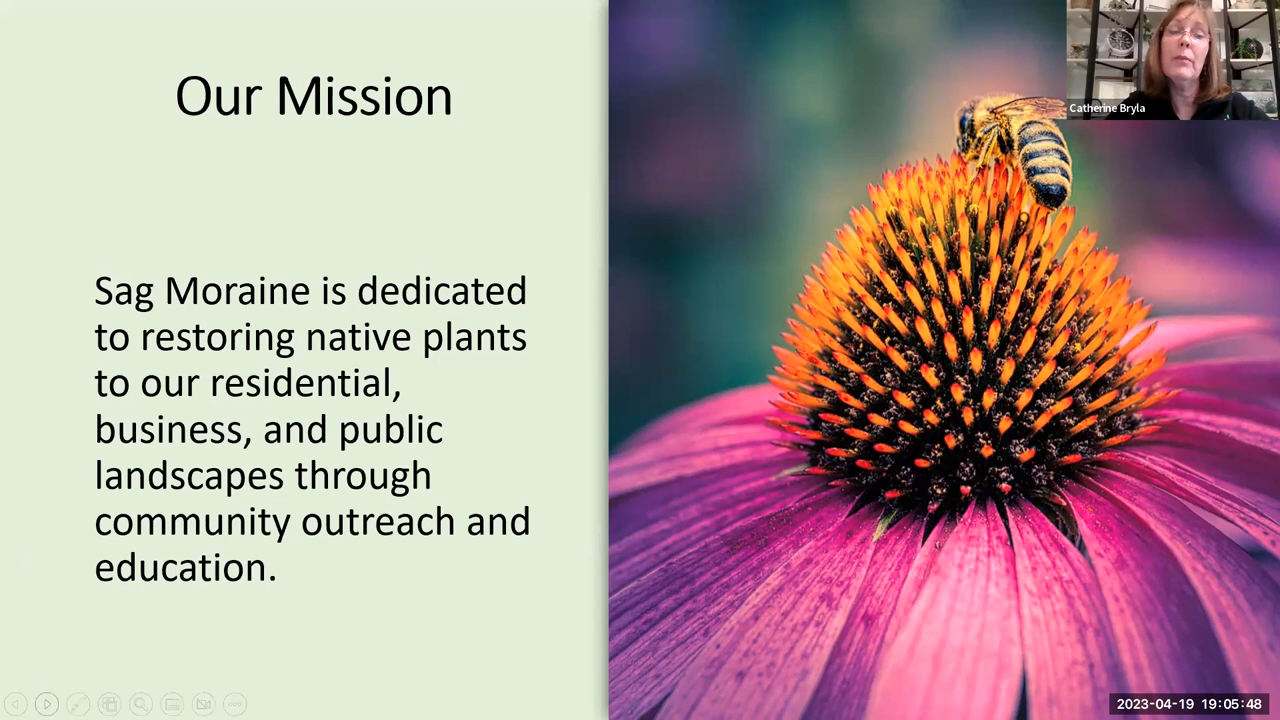 Our Mission
Sag Moraine is dedicated
to restoring native plants
to our residential,
business, and public
landscapes through
community outreach and
education.
Catherine Bryla
2023-04-19 19:05:48